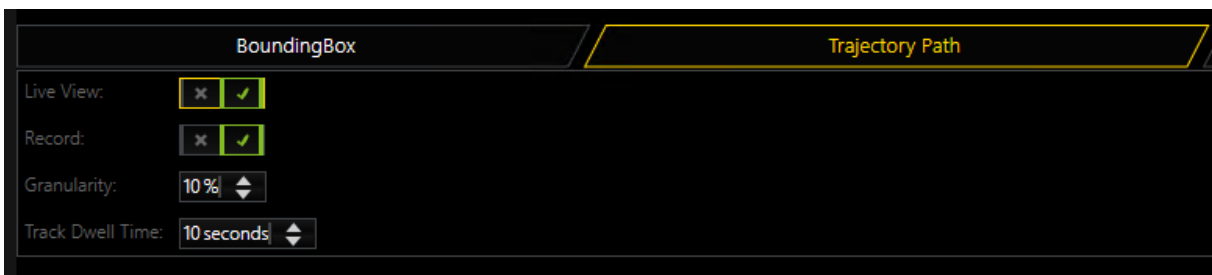 BoundingBox Trajectory Path
Live View:
Record:
Granularity: 10 %
Track Dwell Time: 10 seconds